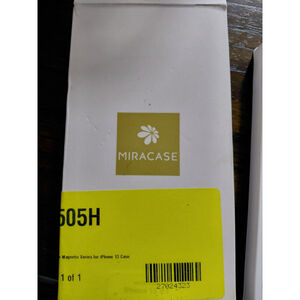 MIRACASE
505H
Magnetic Series for iPhone 13 Case
1 of 1
27024323